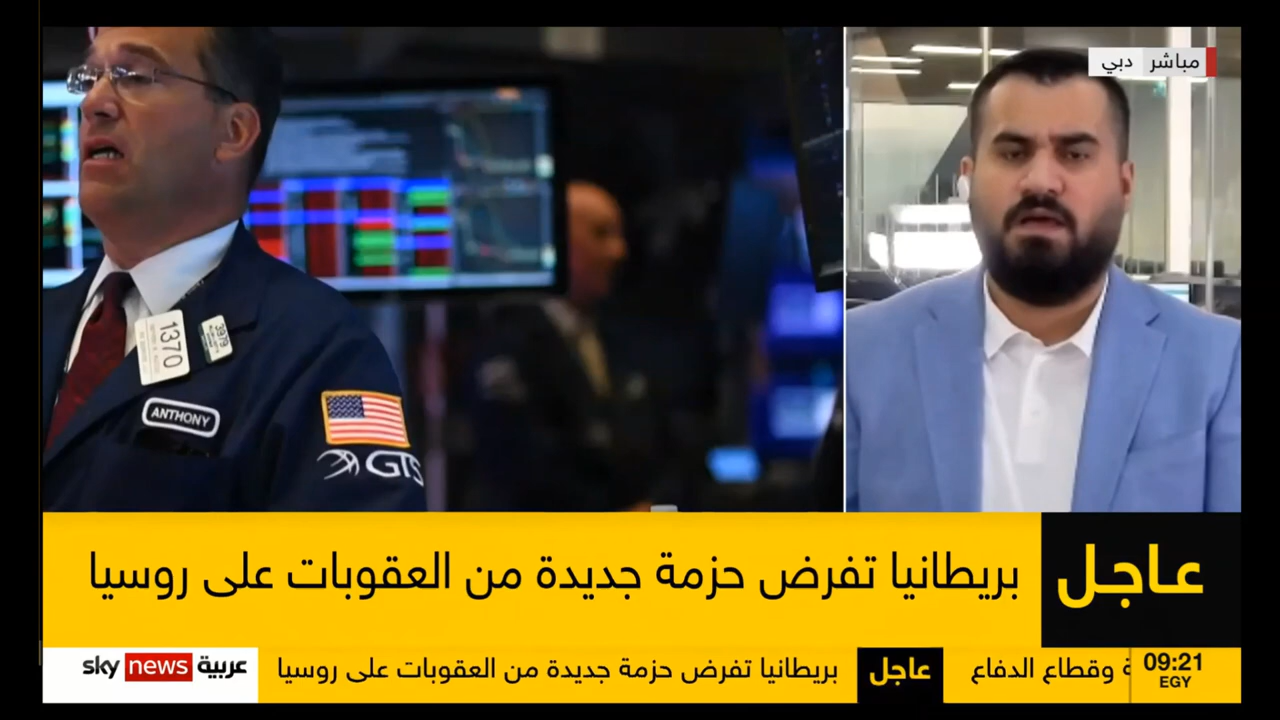 مباشر دبي
1370
3979
ANTHONY
GTS
عاجل
بريطانيا تفرض حزمة جديدة من العقوبات على روسيا
09:21
EGY
وقطاع الدفاع
عاجل
بريطانيا تفرض حزمة جديدة من العقوبات على روسيا
sky news عربية